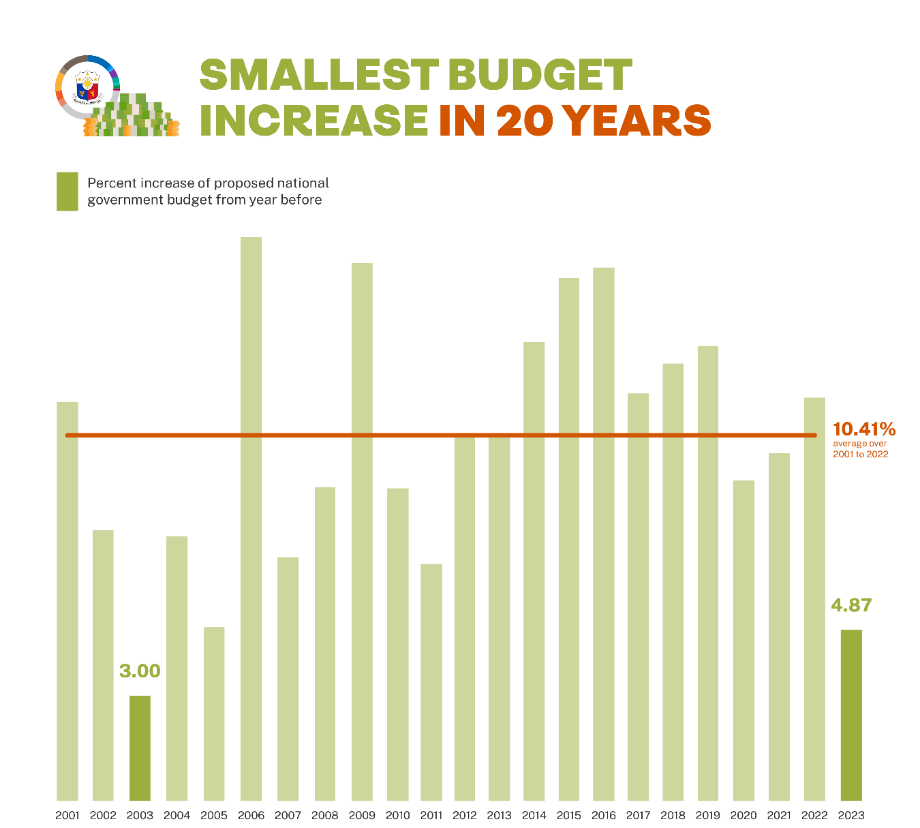 SMALLEST BUDGET
INCREASE IN 20 YEARS
Percent increase of proposed national
government budget from year before
10.41%
average over
2001 to 2022
4.87
3.00
2001 2002 2003 2004 2005 2006 2007 2008 2009 2010 2011 2012 2013 2014 2015 2016 2017 2018 2019 2020 2021 2022 2023